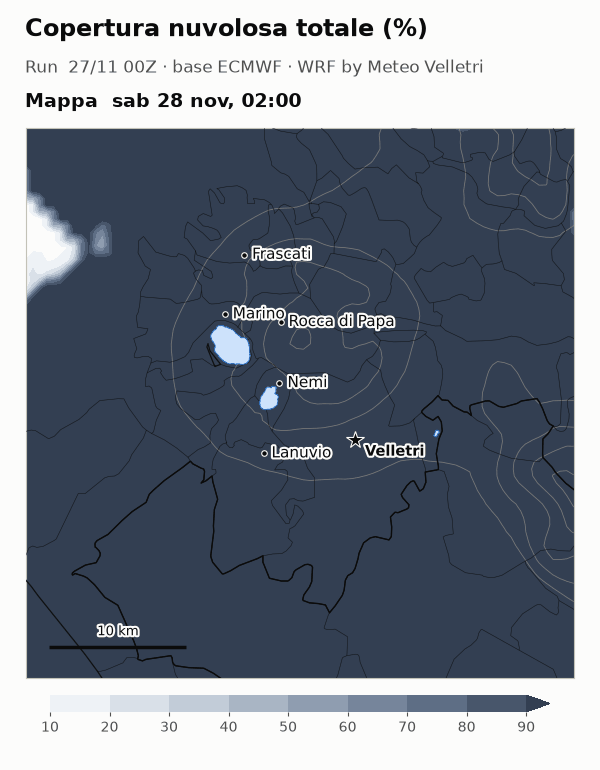 Copertura nuvolosa totale (%)
Run 27/11 00Z · base ECMWF · WRF by Meteo Velletri
Mappa sab 28 nov, 02:00
Frascati
Marino
Rocca di Papa
Nemi
Velletri
Lanuvio
10 km
10 20 30 40 50 60 70 80 90